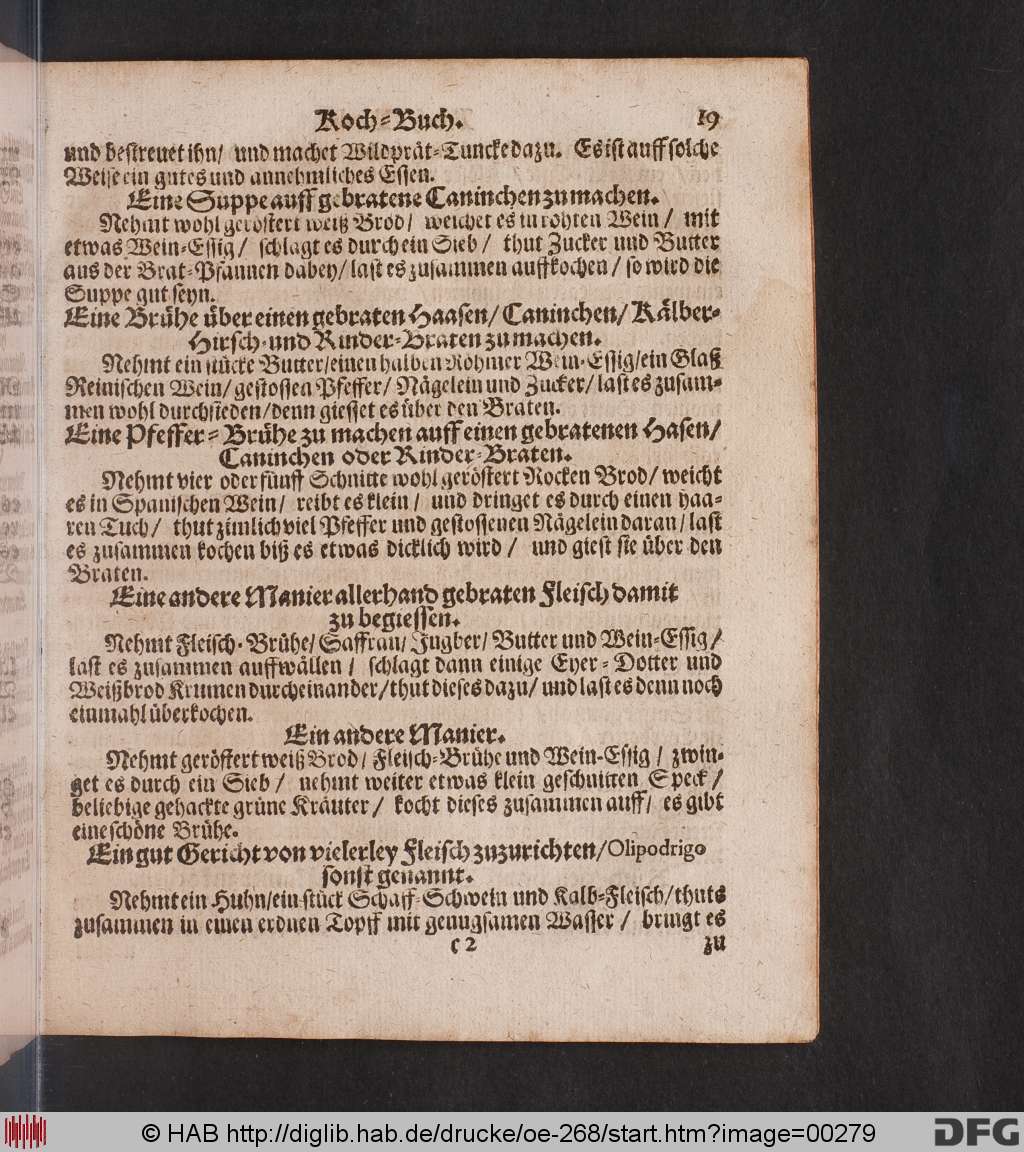 Koch-Buch. 19
und bestreuet ihn/ und machet Wildprät-Tuncke dazu. Es ist auff solche
Weise ein gutes und annehmliches Essen.
Eine Suppe auff gebratene Caninchen zu machen.
Nehmt wohl geröstert weiß Brod/ weichet es in rohten Wein/ mit
etwas Wein-Essig/ schlagt es durch ein Sieb/ thut Zucker und Butter
aus der Brat-Pfannen dabey/ last es zusammen auffkochen/ so wird die
Suppe gut seyn.
Eine Brühe über einen gebraten Haasen/ Caninchen/ Kälber-
Hirsch- und Rinder-Braten zu machen.
Nehmt ein stücke Butter/ einen halben Röhmer Wein-Essig/ ein Glaß
Reinischen Wein/ gestossen Pfeffer/ Nägelein und Zucker/ last es zusam-
men wohl durchsieden/ denn giesset es über den Braten.
Eine Pfeffer-Brühe zu machen auff einen gebratenen Hasen/
Caninchen oder Rinder-Braten.
Nehmt vier oder fünff Schnitte wohl geröstert Rocken Brod/ weicht
es in Spanischen Wein/ reibt es klein/ und dringet es durch einen haa-
ren Tuch/ thut zimlich viel Pfeffer und gestossenen Nägelein daran/ last
es zusammen kochen biß es etwas dicklich wird/ und giest sie über den
Braten.
Eine andere Manier allerhand gebraten Fleisch damit
zu begiessen.
Nehmt Fleisch-Brühe/ Saffran/ Jugber/ Butter und Wein-Essig/
last es zusammen auffwällen/ schlagt dann einige Eyer-Dotter und
Weißbrod Krumen durcheinander/ thut dieses dazu/ und last es denn noch
einmahl überkochen.
Ein andere Manier.
Nehmt geröstert weiß Brod/ Fleisch-Brühe und Wein-Essig/ zwin-
get es durch ein Sieb/ nehmt weiter etwas klein geschnitten Speck/
beliebige gehackte grüne Kräuter/ kocht dieses zusammen auff/ es gibt
eine schöne Brühe.
Ein gut Gericht von vielerley Fleisch zuzurichten/ Olipodrigo
sonst genannt.
Nehmt ein Huhn/ ein stück Schaff-Schwein und Kalb-Fleisch/ thuts
zusammen in einen erdnen Topff mit genugsamen Wasser/ bringt es
c 2 zu
© HAB http://diglib.hab.de/drucke/oe-268/start.htm?image=00279
DFG